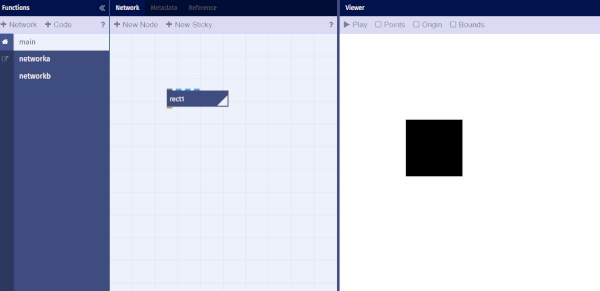 Functions
Network Metadata Reference
Viewer
+ Network + Code ?
+ New Node + New Sticky ?
Play Points Origin Bounds
main
networka
networkb
rect1